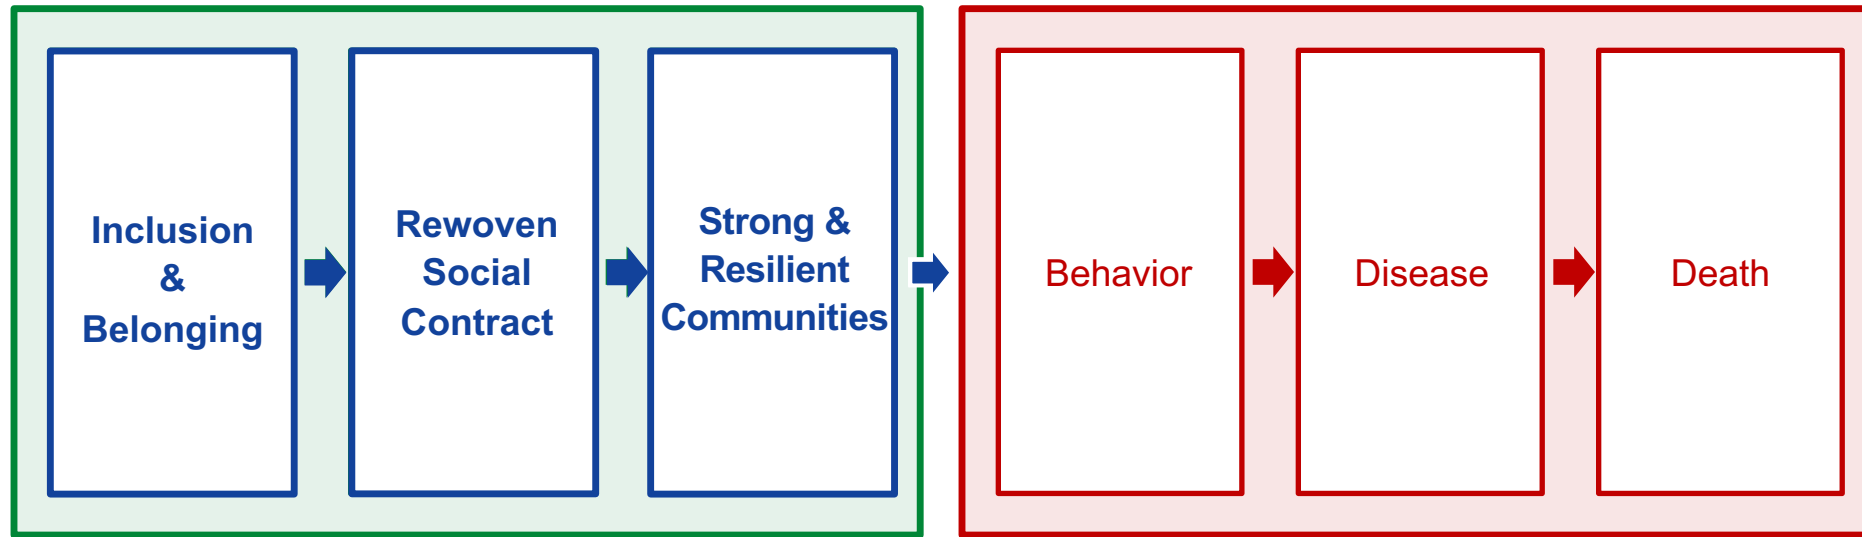 Inclusion
&
Belonging
Rewoven
Social
Contract
Strong &
Resilient
Communities
Behavior
Disease
Death